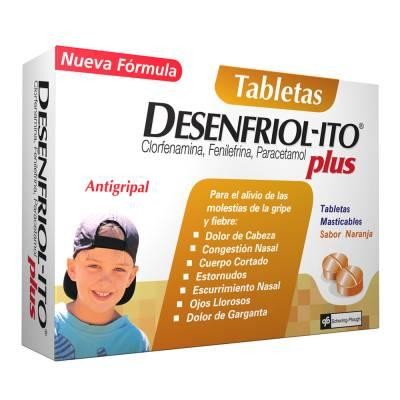 Nueva Fórmula
Tabletas
DESENFRIOL-ITO®
Clorfenamina, Fenilefrina, Paracetamol
plus
Antigripal
Para el alivio de las
molestias de la gripe
y fiebre:
Dolor de Cabeza
Congestión Nasal
Cuerpo Cortado
Estornudos
Escurrimiento Nasal
Ojos Llorosos
Dolor de Garganta
Tabletas
Masticables
Sabor Naranja
Schering-Plough
DESENFRIOL-ITO®
plus
Clorfenamina, Fenilefrina, Paracetamol